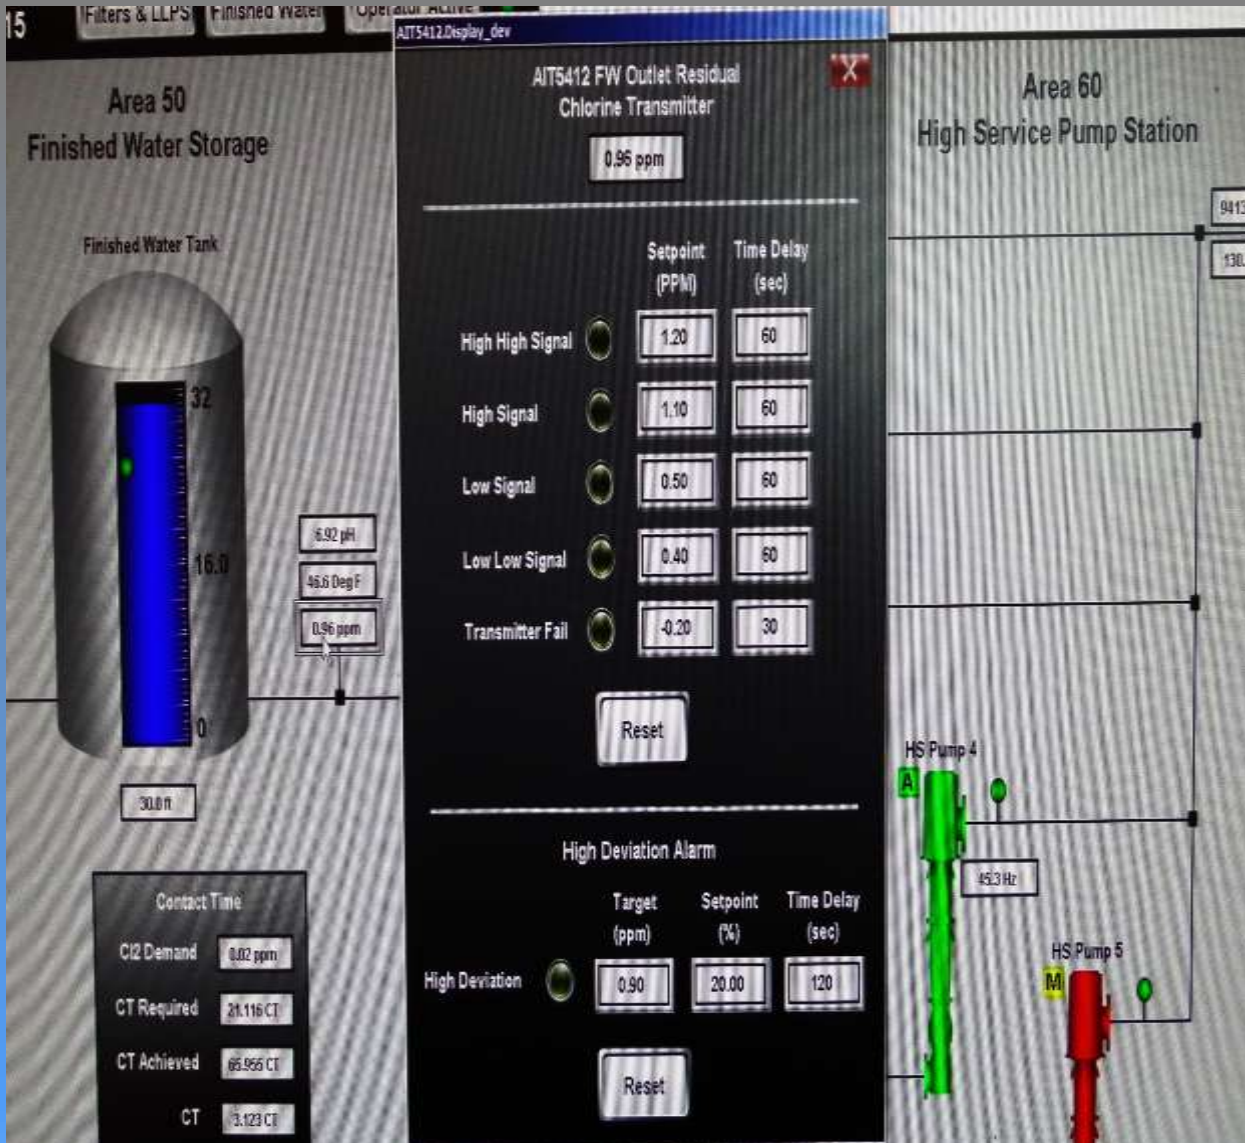 15
Filters & LLPS
Finished Water
Operator Active
AIT5412.Display_dev
Area 50
Finished Water Storage
Finished Water Tank
32
16.0
0
30.0 ft
6.92 pH
46.6 Deg F
0.96 ppm
Contact Time
Cl2 Demand 0.02 ppm
CT Required 21.116 CT
CT Achieved 65.955 CT
CT 3.123 CT
AIT5412 FW Outlet Residual
Chlorine Transmitter
X
0.96 ppm
Setpoint Time Delay
(PPM) (sec)
High High Signal 1.20 60
High Signal 1.10 60
Low Signal 0.50 60
Low Low Signal 0.40 60
Transmitter Fail -0.20 30
Reset
High Deviation Alarm
Target Setpoint Time Delay
(ppm) (%) (sec)
High Deviation 0.90 20.00 120
Reset
Area 60
High Service Pump Station
9413
130.
HS Pump 4
A
45.3 Hz
HS Pump 5
M